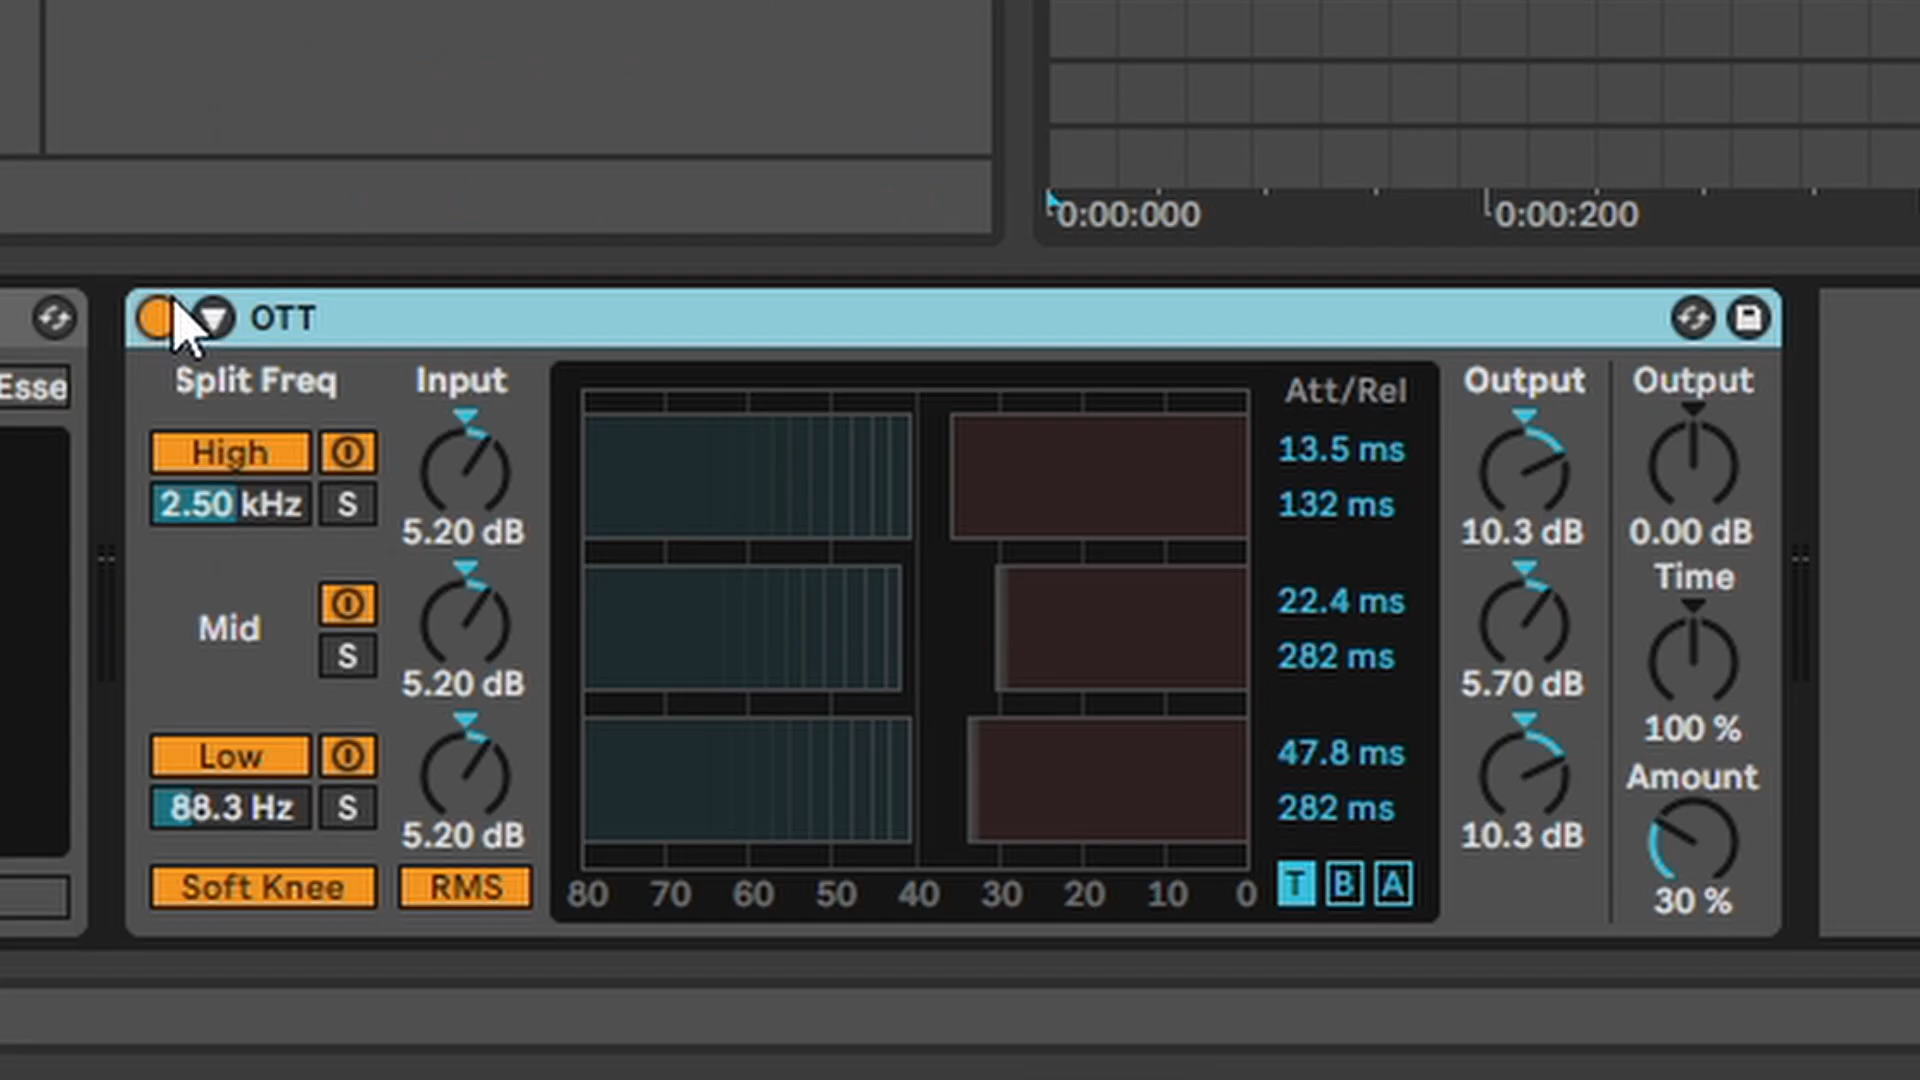 0:00:000 0:00:200
OTT
Esse
Split Freq Input Att/Rel Output Output
High 13.5 ms
2.50 kHz S 132 ms
5.20 dB 10.3 dB 0.00 dB
Time
Mid 22.4 ms
S 282 ms
5.20 dB 5.70 dB
100 %
Low 47.8 ms
Amount
88.3 Hz S 282 ms
5.20 dB 10.3 dB
Soft Knee RMS 80 70 60 50 40 30 20 10 0 T B A 30 %